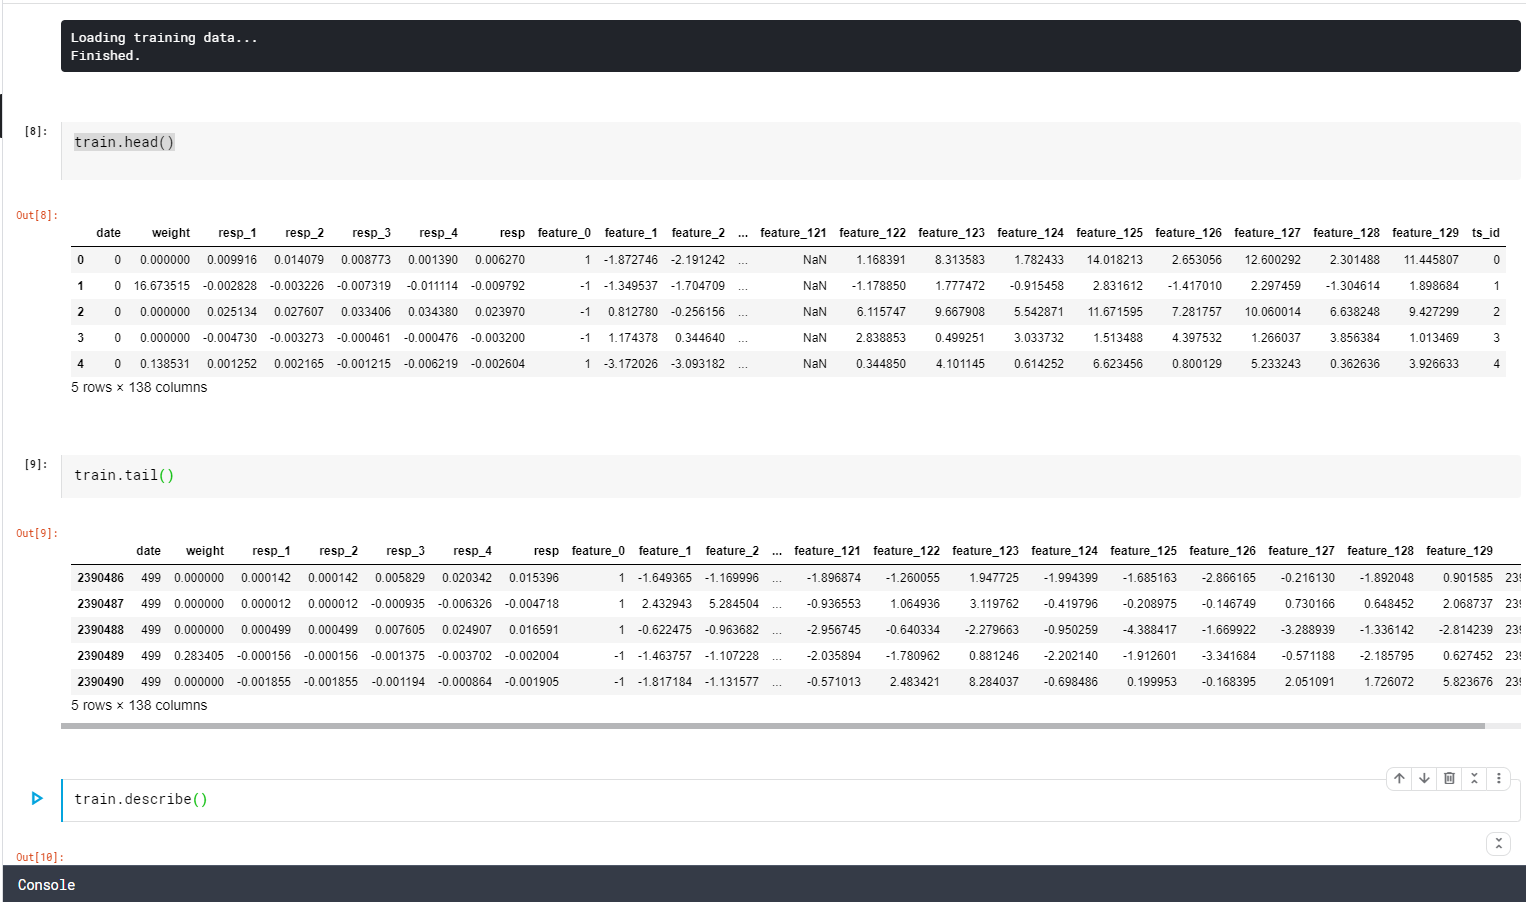 Loading training data...
Finished.
[8]:
train.head()
Out[8]:
date weight resp_1 resp_2 resp_3 resp_4 resp feature_0 feature_1 feature_2 ... feature_121 feature_122 feature_123 feature_124 feature_125 feature_126 feature_127 feature_128 feature_129 ts_id
0 0 0.000000 0.009916 0.014079 0.008773 0.001390 0.006270 1 -1.872746 -2.191242 ... NaN 1.168391 8.313583 1.782433 14.018213 2.653056 12.600292 2.301488 11.445807 0
1 0 16.673515 -0.002828 -0.003226 -0.007319 -0.011114 -0.009792 -1 -1.349537 -1.704709 ... NaN -1.178850 1.777472 -0.915458 2.831612 -1.417010 2.297459 -1.304614 1.898684 1
2 0 0.000000 0.025134 0.027607 0.033406 0.034380 0.023970 -1 0.812780 -0.256156 ... NaN 6.115747 9.667908 5.542871 11.671595 7.281757 10.060014 6.638248 9.427299 2
3 0 0.000000 -0.004730 -0.003273 -0.000461 -0.000476 -0.003200 -1 1.174378 0.344640 ... NaN 2.838853 0.499251 3.033732 1.513488 4.397532 1.266037 3.856384 1.013469 3
4 0 0.138531 0.001252 0.002165 -0.001215 -0.006219 -0.002604 1 -3.172026 -3.093182 ... NaN 0.344850 4.101145 0.614252 6.623456 0.800129 5.233243 0.362636 3.926633 4
5 rows × 138 columns
[9]:
train.tail()
Out[9]:
date weight resp_1 resp_2 resp_3 resp_4 resp feature_0 feature_1 feature_2 ... feature_121 feature_122 feature_123 feature_124 feature_125 feature_126 feature_127 feature_128 feature_129
2390486 499 0.000000 0.000142 0.000142 0.005829 0.020342 0.015396 1 -1.649365 -1.169996 ... -1.896874 -1.260055 1.947725 -1.994399 -1.685163 -2.866165 -0.216130 -1.892048 0.901585 239
2390487 499 0.000000 0.000012 0.000012 -0.000935 -0.006326 -0.004718 1 2.432943 5.284504 ... -0.936553 1.064936 3.119762 -0.419796 -0.208975 -0.146749 0.730166 0.648452 2.068737 239
2390488 499 0.000000 0.000499 0.000499 0.007605 0.024907 0.016591 1 -0.622475 -0.963682 ... -2.956745 -0.640334 -2.279663 -0.950259 -4.388417 -1.669922 -3.288939 -1.336142 -2.814239 239
2390489 499 0.283405 -0.000156 -0.000156 -0.001375 -0.003702 -0.002004 -1 -1.463757 -1.107228 ... -2.035894 -1.780962 0.881246 -2.202140 -1.912601 -3.341684 -0.571188 -2.185795 0.627452 239
2390490 499 0.000000 -0.001855 -0.001855 -0.001194 -0.000864 -0.001905 -1 -1.817184 -1.131577 ... -0.571013 2.483421 8.284037 -0.698486 0.199953 -0.168395 2.051091 1.726072 5.823676 239
5 rows × 138 columns
train.describe()
Out[10]:
Console